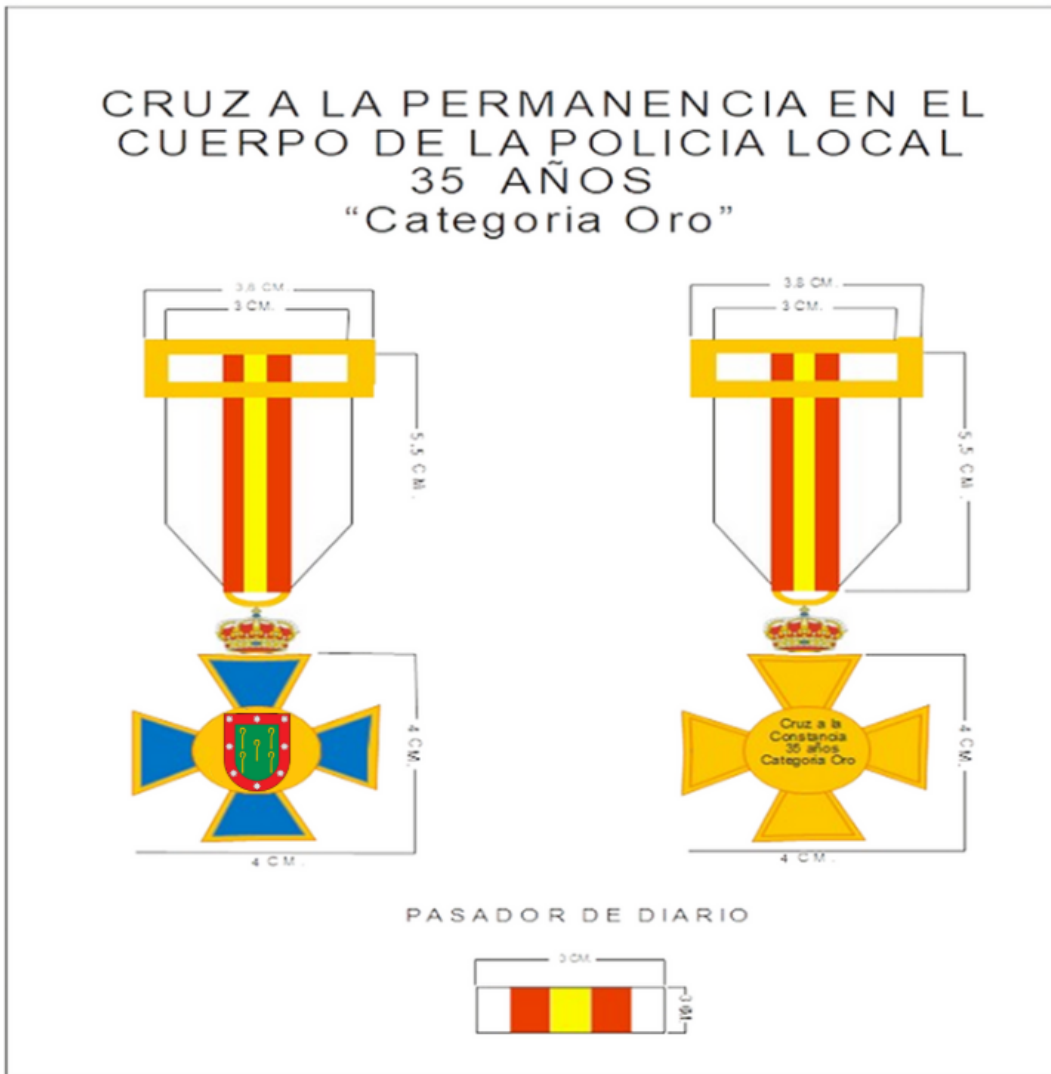 CRUZ A LA PERMANENCIA EN EL
CUERPO DE LA POLICIA LOCAL
35 AÑOS
“Categoria Oro”
3,8 CM.
3 CM.
5,5 CM.
3,8 CM.
3 CM.
5,5 CM.
4 CM.
4 CM.
Cruz a la
Constancia
35 años
Categoria Oro
4 CM.
4 CM.
PASADOR DE DIARIO
3 CM.